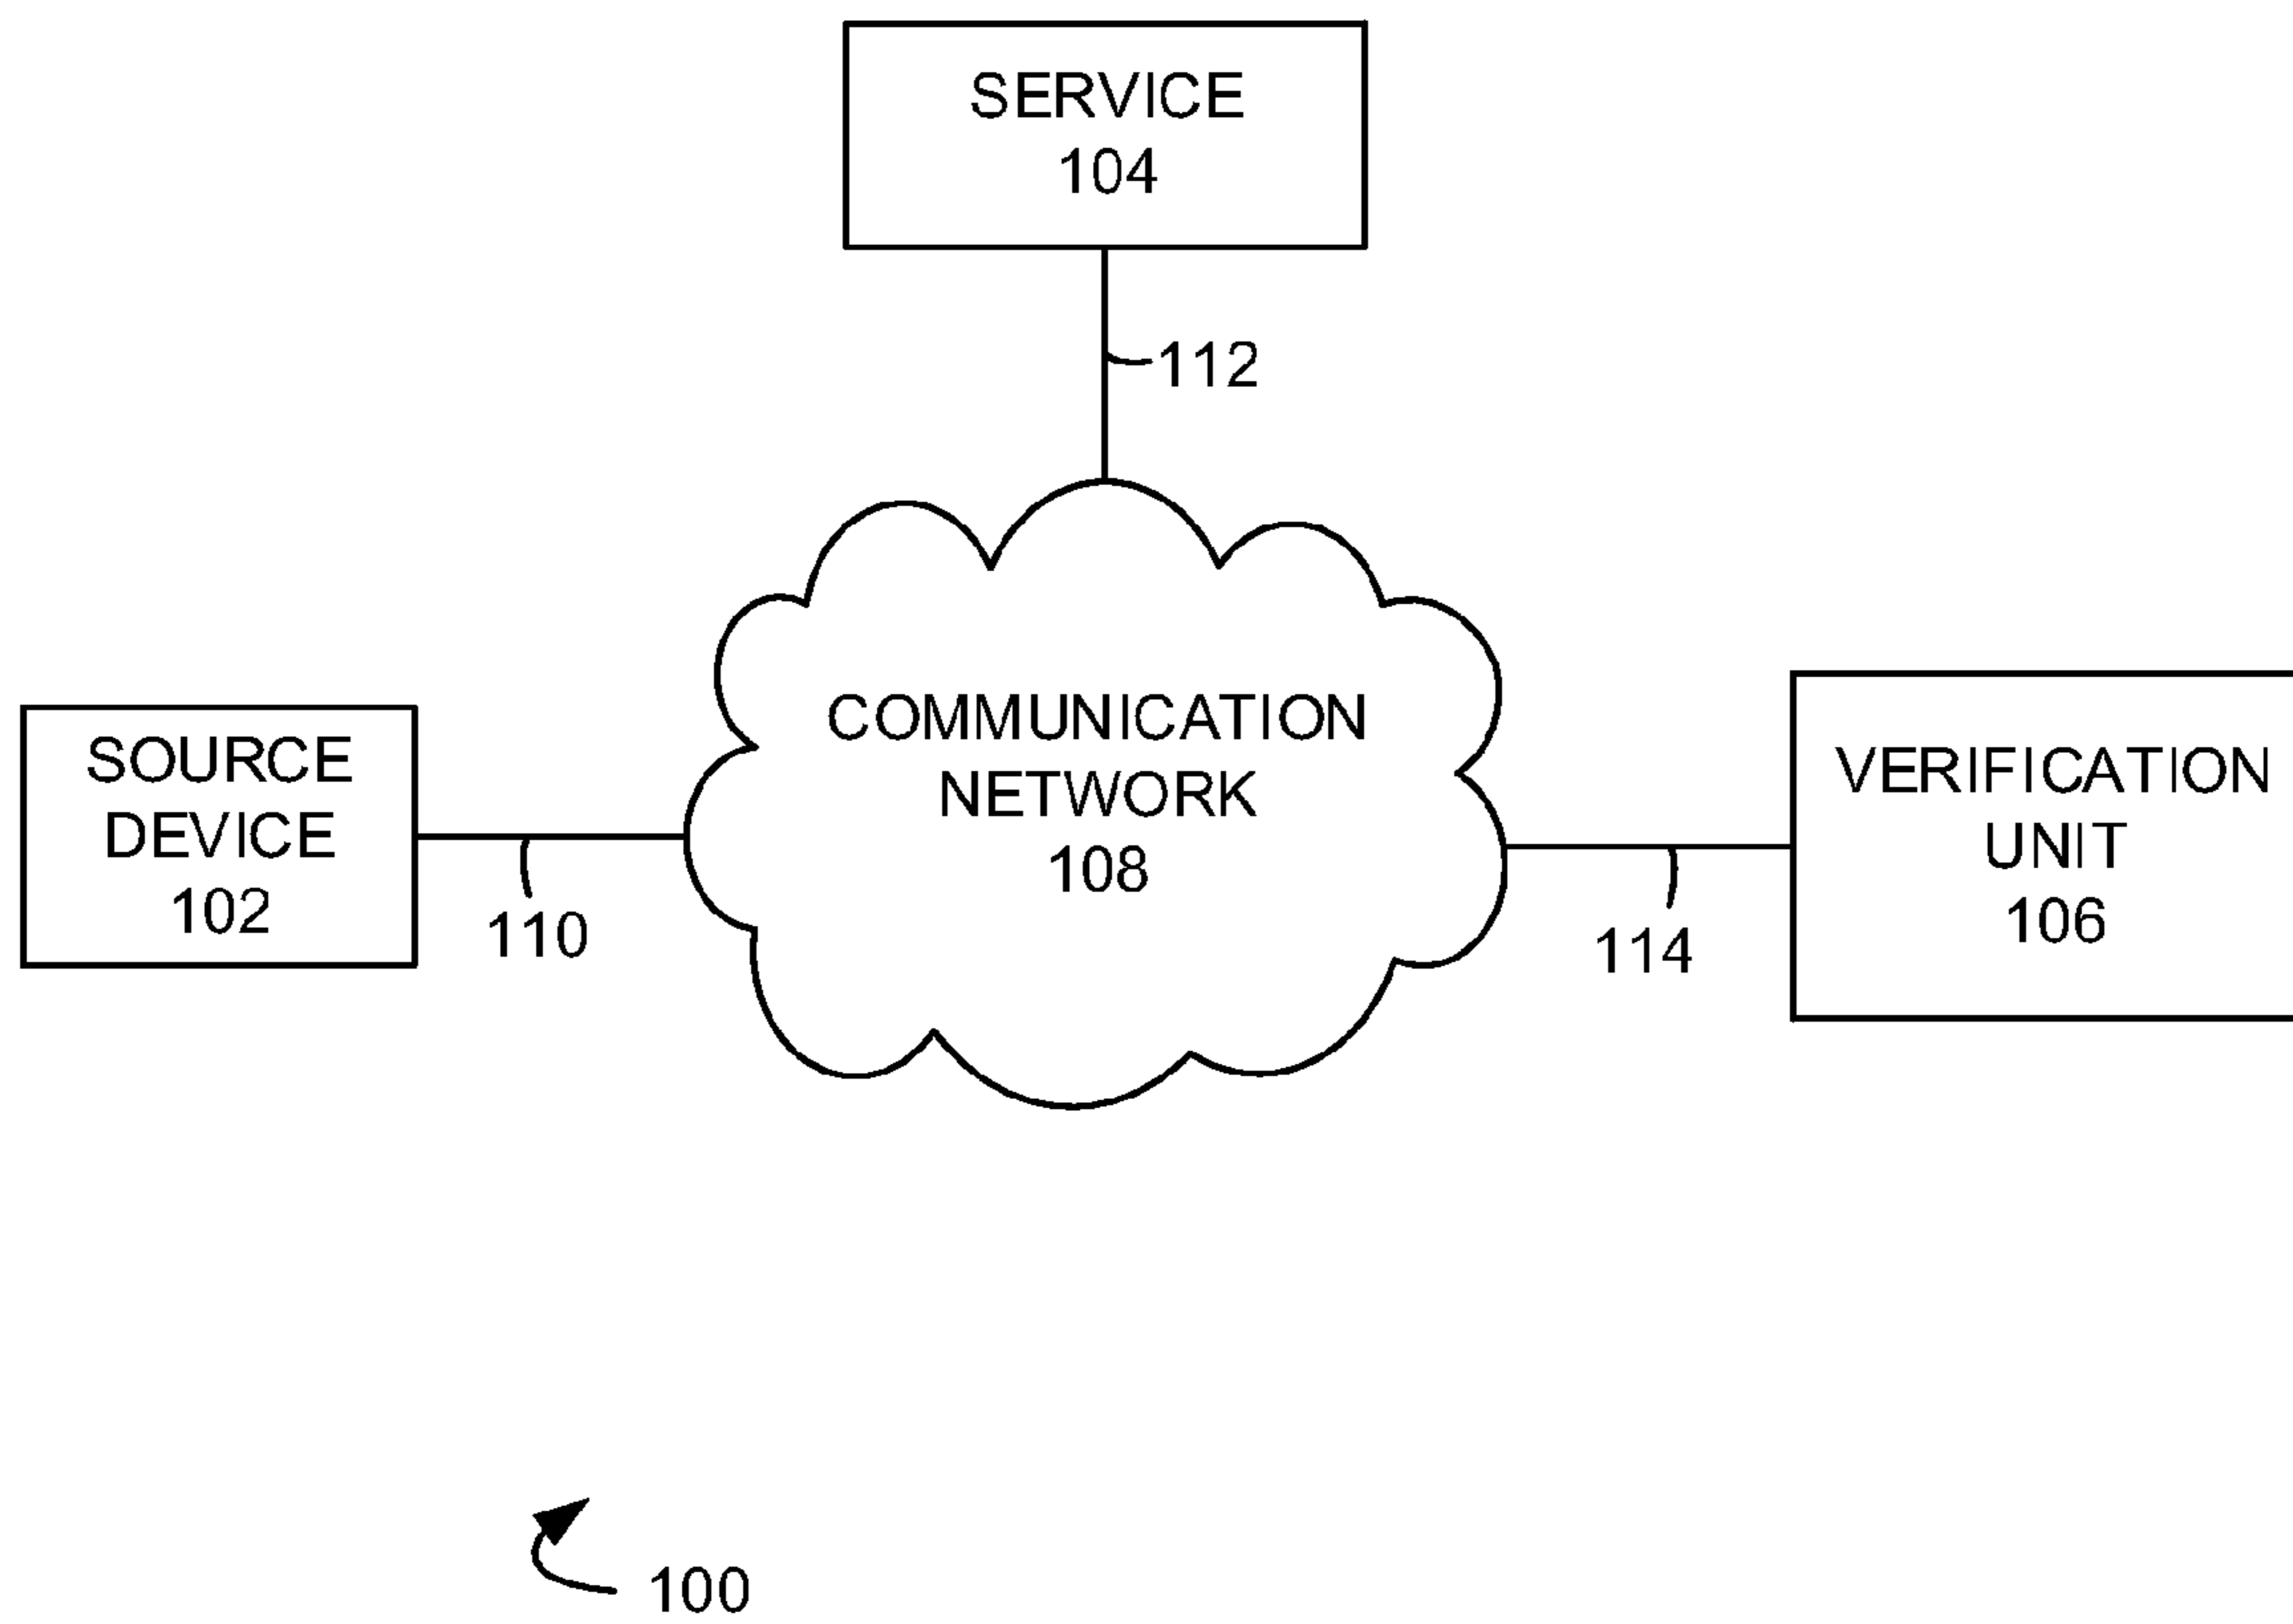 SERVICE
104
112
COMMUNICATION
NETWORK
108
SOURCE
DEVICE
102
110
VERIFICATION
UNIT
106
114
100